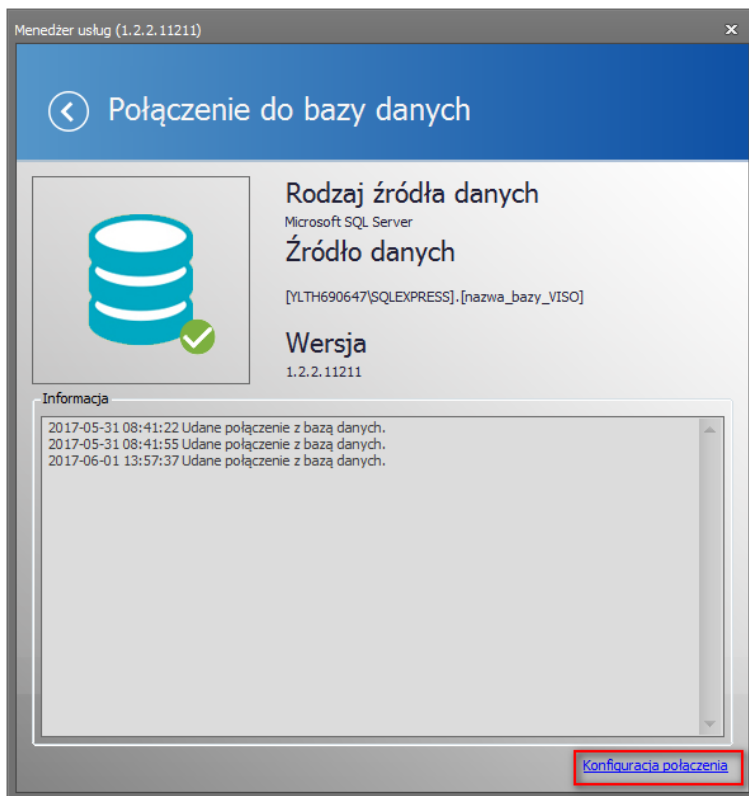 Menedżer usług (1.2.2.11211)
Połączenie do bazy danych
Rodzaj źródła danych
Microsoft SQL Server
Źródło danych
[YLTH690647\SQLEXPRESS].[nazwa_bazy_VISO]
Wersja
1.2.2.11211
Informacja
2017-05-31 08:41:22 Udane połączenie z bazą danych.
2017-05-31 08:41:55 Udane połączenie z bazą danych.
2017-06-01 13:57:37 Udane połączenie z bazą danych.
Konfiguracja połączenia